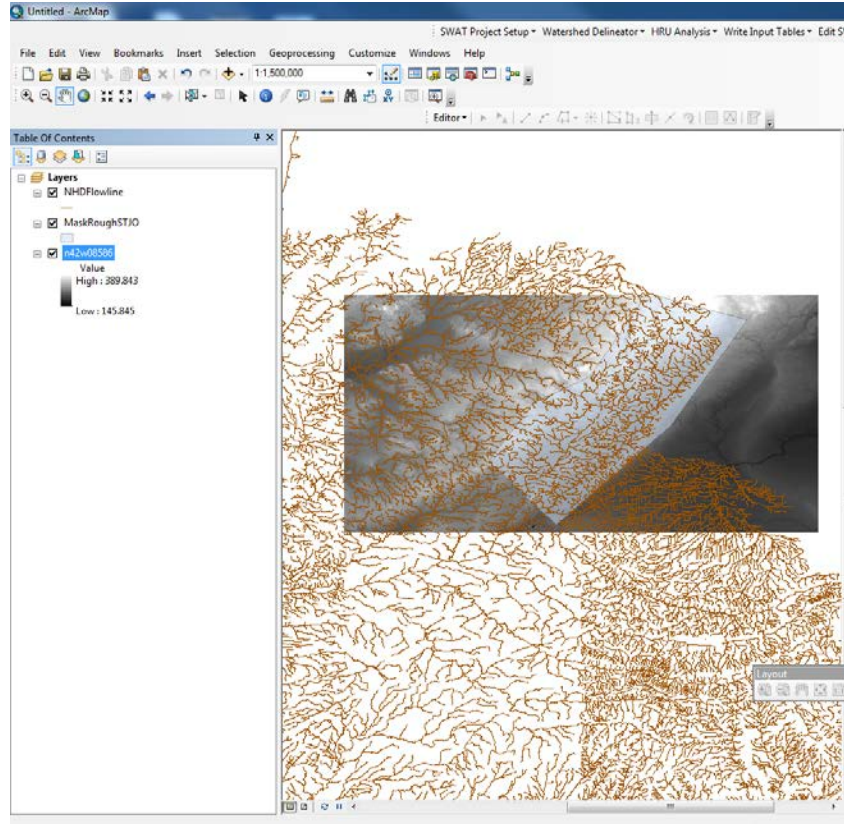 Untitled - ArcMap
SWAT Project Setup Watershed Delineator HRU Analysis Write Input Tables Edit S
File Edit View Bookmarks Insert Selection Geoprocessing Customize Windows Help
1:1,500,000
Editor
Table Of Contents
Layers
NHDFlowline
MaskRoughSTJO
n42w08586
Value
High : 389.843
Low : 145.845
Layout